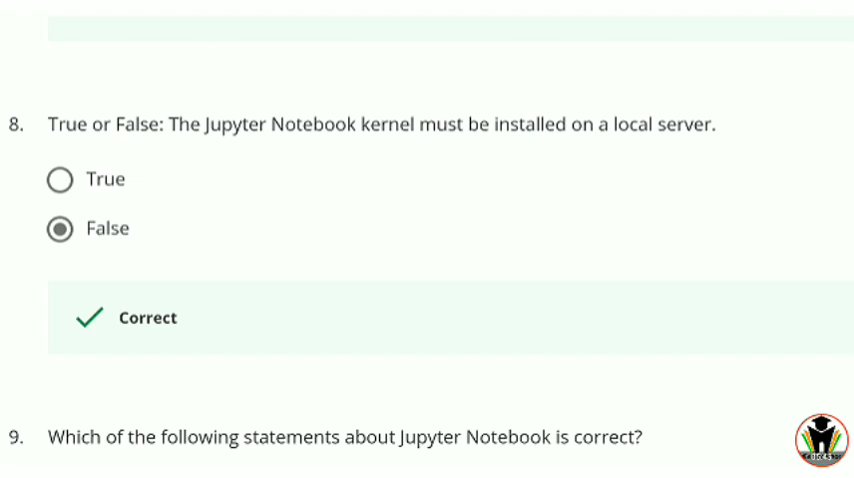 8. True or False: The Jupyter Notebook kernel must be installed on a local server.
True
False
Correct
9. Which of the following statements about Jupyter Notebook is correct?